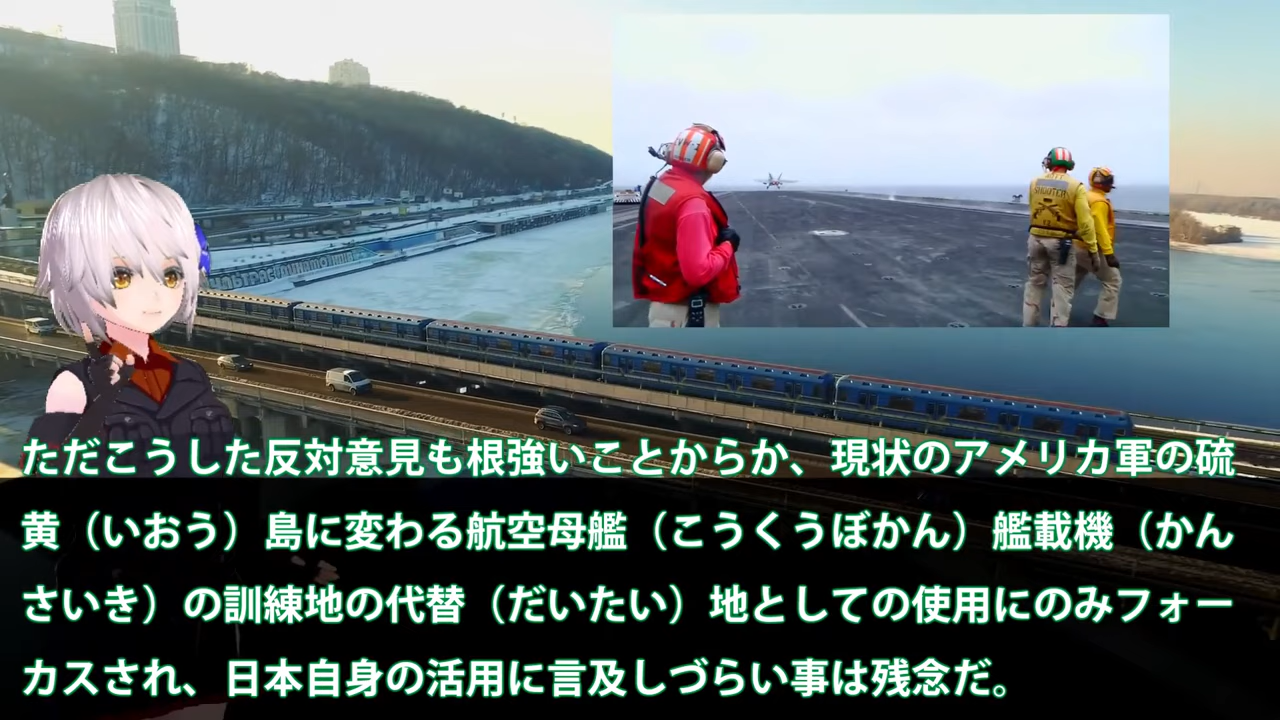 SHOOTER
ただこうした反対意見も根強いことからか、現状のアメリカ軍の硫
黄（いおう）島に変わる航空母艦（こうくうぼかん）艦載機（かん
さいき）の訓練地の代替（だいたい）地としての使用にのみフォー
カスされ、日本自身の活用に言及しづらい事は残念だ。